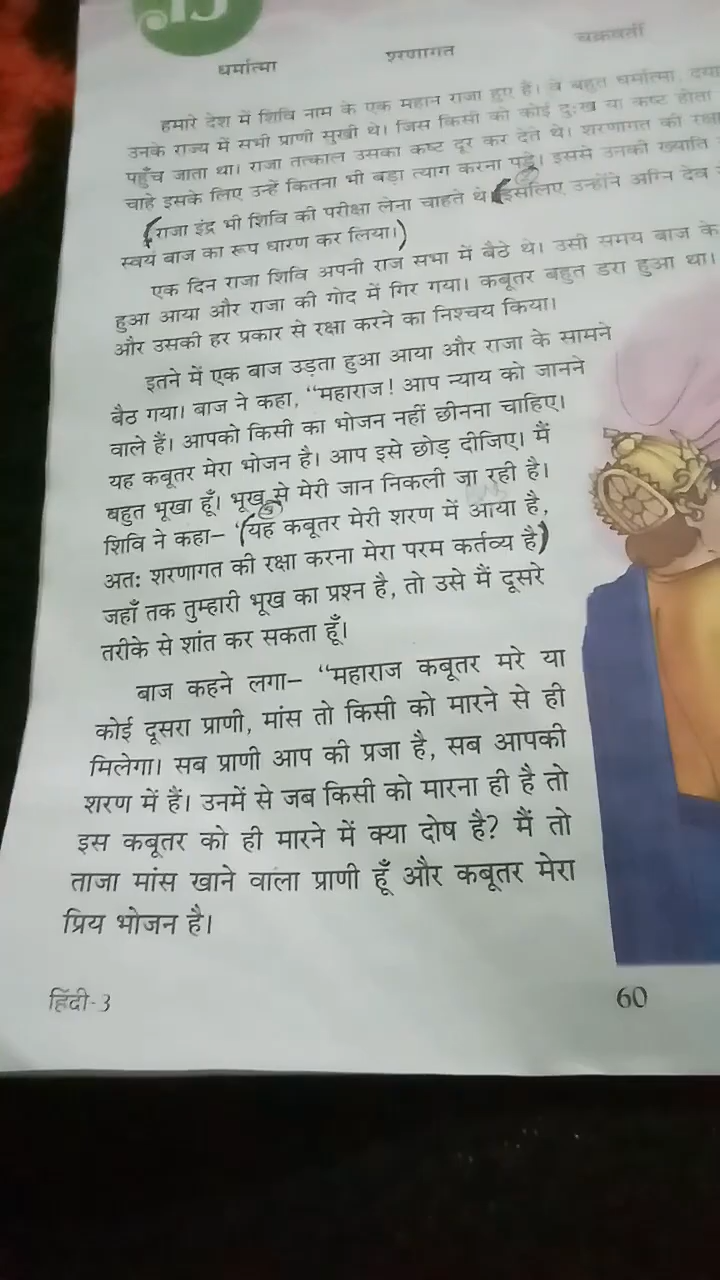 15
धर्मात्मा शरणागत चक्रवर्ती
हमारे देश में शिवि नाम के एक महान राजा हुए हैं। वे बहुत धर्मात्मा, दया
उनके राज्य में सभी प्राणी सुखी थे। जिस किसी को कोई दुःख या कष्ट होता
पहुँच जाता था। राजा तत्काल उसका कष्ट दूर कर देते थे। शरणागत की रक्षा
चाहे इसके लिए उन्हें कितना भी बड़ा त्याग करना पड़े। इससे उनकी ख्याति
(राजा इंद्र भी शिवि की परीक्षा लेना चाहते थे। (इसलिए उन्होंने अग्नि देव
स्वयं बाज का रूप धारण कर लिया।)
एक दिन राजा शिवि अपनी राज सभा में बैठे थे। उसी समय बाज के
हुआ आया और राजा की गोद में गिर गया। कबूतर बहुत डरा हुआ था।
और उसकी हर प्रकार से रक्षा करने का निश्चय किया।
इतने में एक बाज उड़ता हुआ आया और राजा के सामने
बैठ गया। बाज ने कहा, “महाराज! आप न्याय को जानने
वाले हैं। आपको किसी का भोजन नहीं छीनना चाहिए।
यह कबूतर मेरा भोजन है। आप इसे छोड़ दीजिए। मैं
बहुत भूखा हूँ। भूख से मेरी जान निकली जा रही है।
शिवि ने कहा– ‘(यह कबूतर मेरी शरण में आया है,
अतः शरणागत की रक्षा करना मेरा परम कर्तव्य है)
जहाँ तक तुम्हारी भूख का प्रश्न है, तो उसे मैं दूसरे
तरीके से शांत कर सकता हूँ।
बाज कहने लगा– “महाराज कबूतर मरे या
कोई दूसरा प्राणी, मांस तो किसी को मारने से ही
मिलेगा। सब प्राणी आप की प्रजा है, सब आपकी
शरण में हैं। उनमें से जब किसी को मारना ही है तो
इस कबूतर को ही मारने में क्या दोष है? मैं तो
ताजा मांस खाने वाला प्राणी हूँ और कबूतर मेरा
प्रिय भोजन है।
हिंदी-3 60